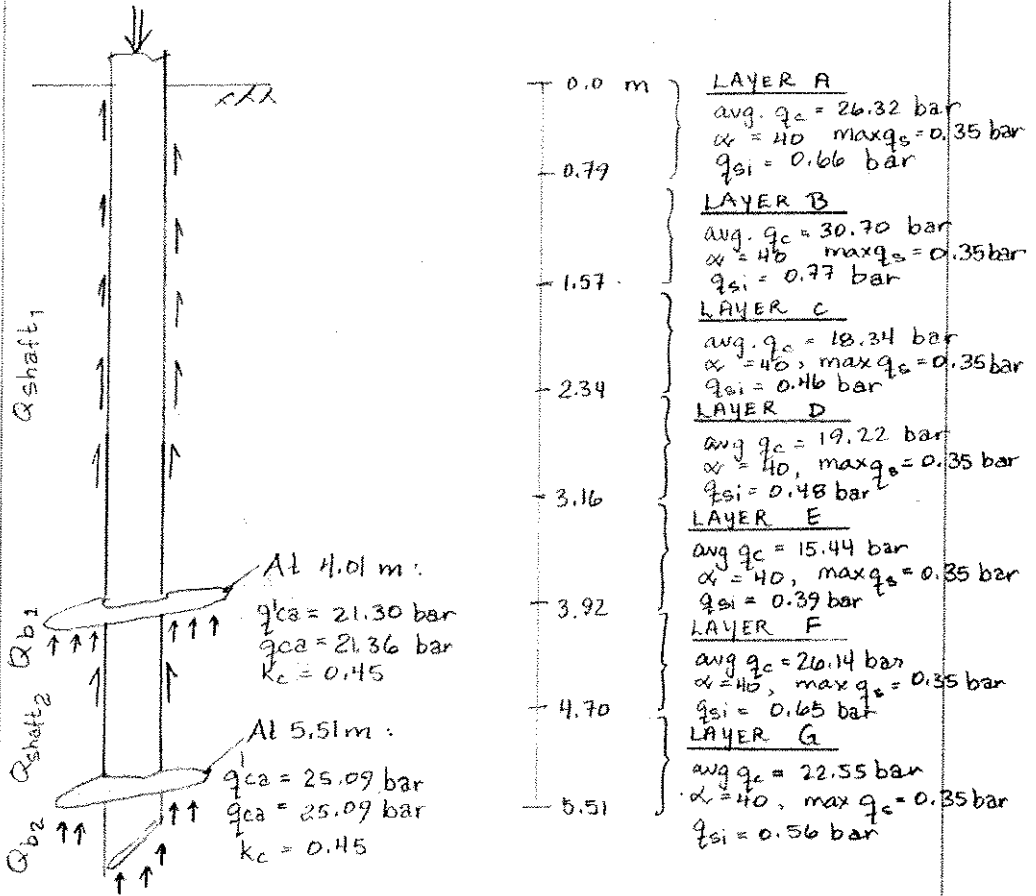 0.0 m
LAYER A
avg. qc = 26.32 bar
α = 40 max qs = 0.35 bar
qsi = 0.66 bar
0.79
LAYER B
avg. qc = 30.70 bar
α = 40 max qs = 0.35 bar
qsi = 0.77 bar
1.57
LAYER C
avg. qc = 18.34 bar
α = 40, max qs = 0.35 bar
qsi = 0.46 bar
2.34
LAYER D
avg qc = 19.22 bar
α = 40, max qs = 0.35 bar
qsi = 0.48 bar
3.16
LAYER E
avg qc = 15.44 bar
α = 40, max qs = 0.35 bar
qsi = 0.39 bar
3.92
LAYER F
avg qc = 26.14 bar
α = 40, max qs = 0.35 bar
qsi = 0.65 bar
4.70
LAYER G
avg qc = 22.55 bar
α = 40, max qs = 0.35 bar
qsi = 0.56 bar
5.51
Qshaft1
Qb1
At 4.01 m:
q'ca = 21.30 bar
qca = 21.36 bar
kc = 0.45
Qshaft2
Qb2
At 5.51 m:
q'ca = 25.09 bar
qca = 25.09 bar
kc = 0.45